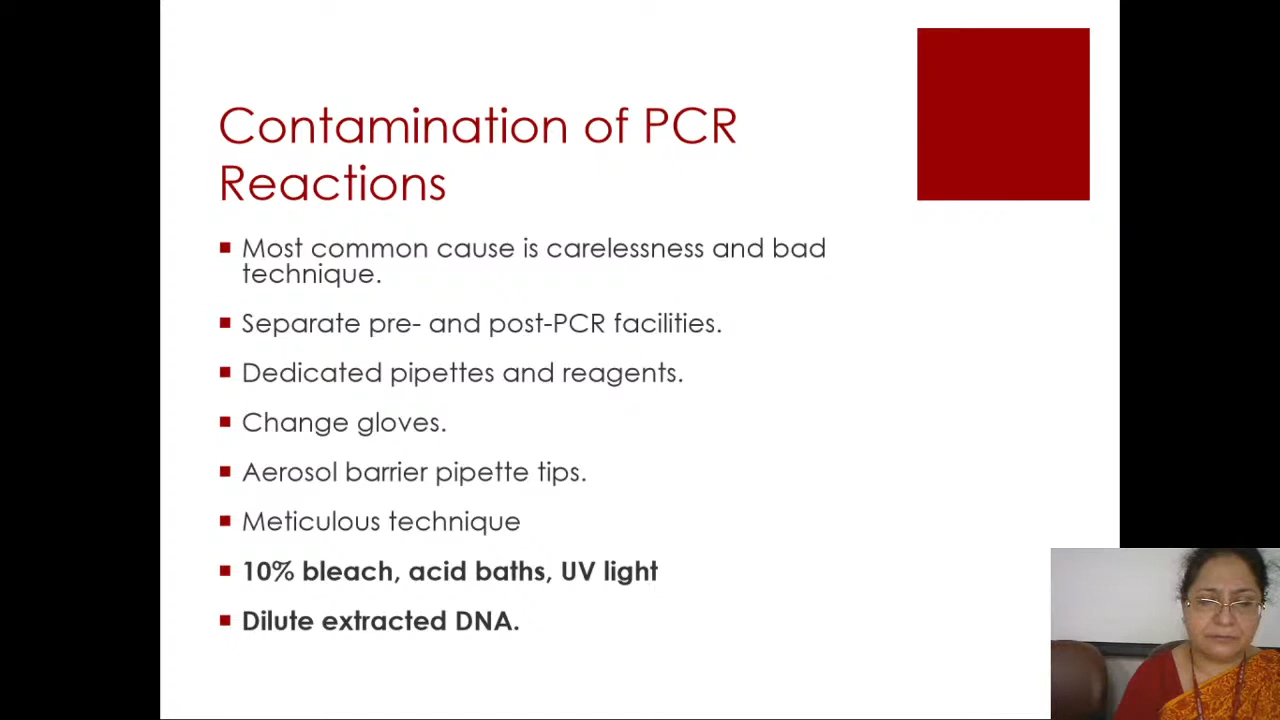 Contamination of PCR
Reactions
Most common cause is carelessness and bad
technique.
Separate pre- and post-PCR facilities.
Dedicated pipettes and reagents.
Change gloves.
Aerosol barrier pipette tips.
Meticulous technique
10% bleach, acid baths, UV light
Dilute extracted DNA.